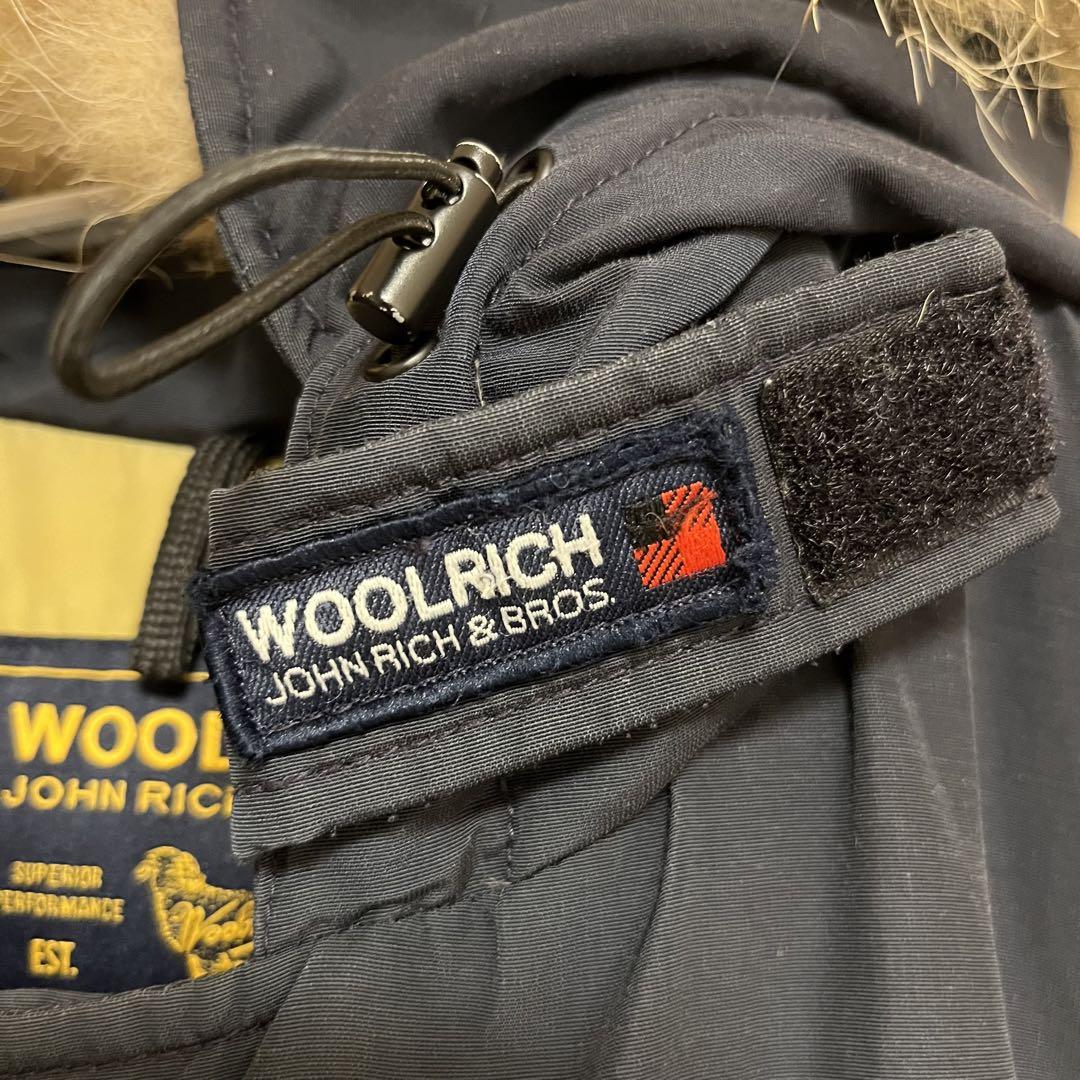 WOOLRICH
JOHN RICH & BROS.
WOOL
JOHN RIC
SUPERIOR
PERFORMANCE
EST.